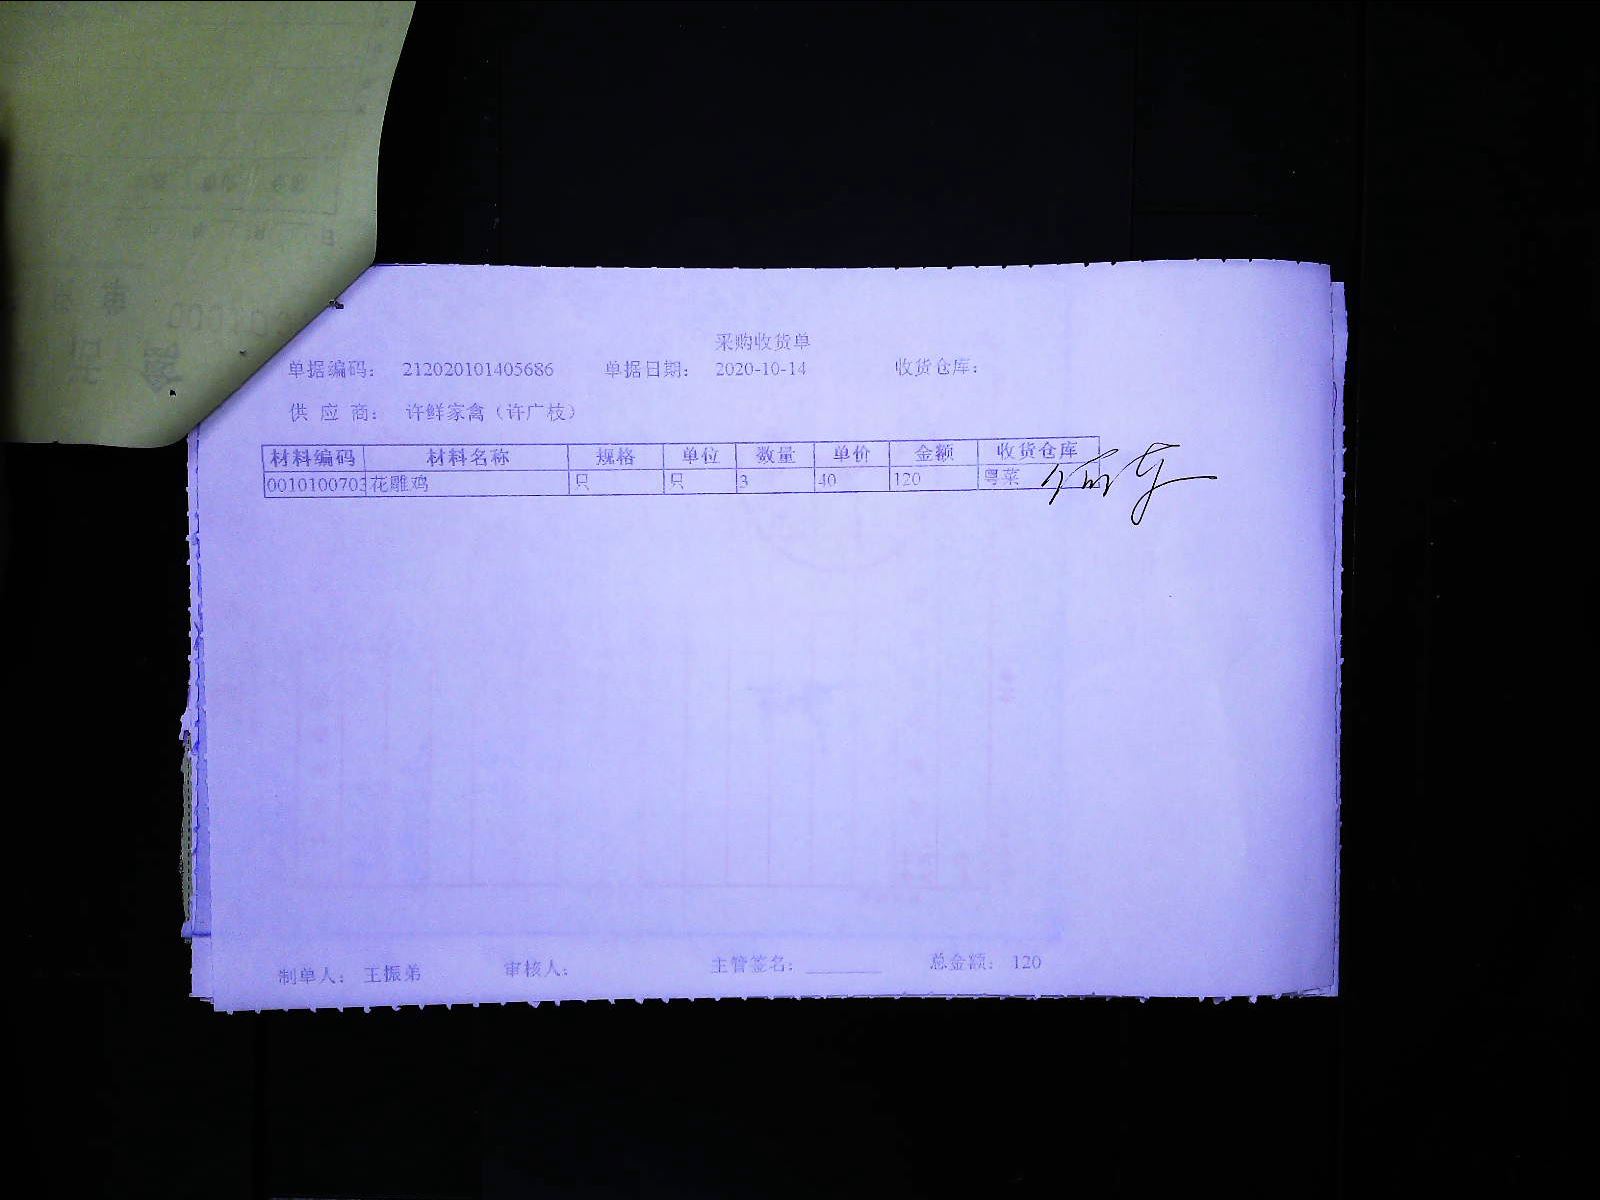 采购收货单
单据编码: 212020101405686 单据日期: 2020-10-14 收货仓库:
供 应 商: 许鲜家禽（许广枝）
材料编码 材料名称 规格 单位 数量 单价 金额 收货仓库
0010100703 花雕鸡 只 只 3 40 120 粤菜
制单人: 王振弟 审核人: 主管签名: 总金额: 120